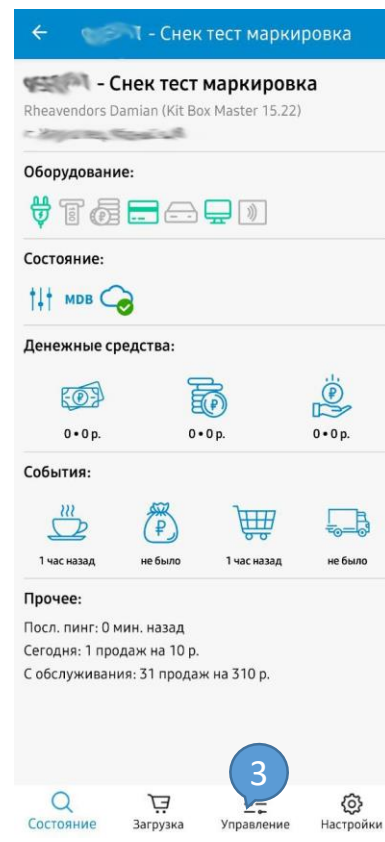 - Снек тест маркировка
- Снек тест маркировка
Rheavendors Damian (Kit Box Master 15.22)
Оборудование:
Состояние:
MDB
Денежные средства:
0 • 0 р.
0 • 0 р.
0 • 0 р.
События:
1 час назад
не было
1 час назад
не было
Прочее:
Посл. пинг: 0 мин. назад
Сегодня: 1 продаж на 10 р.
С обслуживания: 31 продаж на 310 р.
3
Состояние
Загрузка
Управление
Настройки